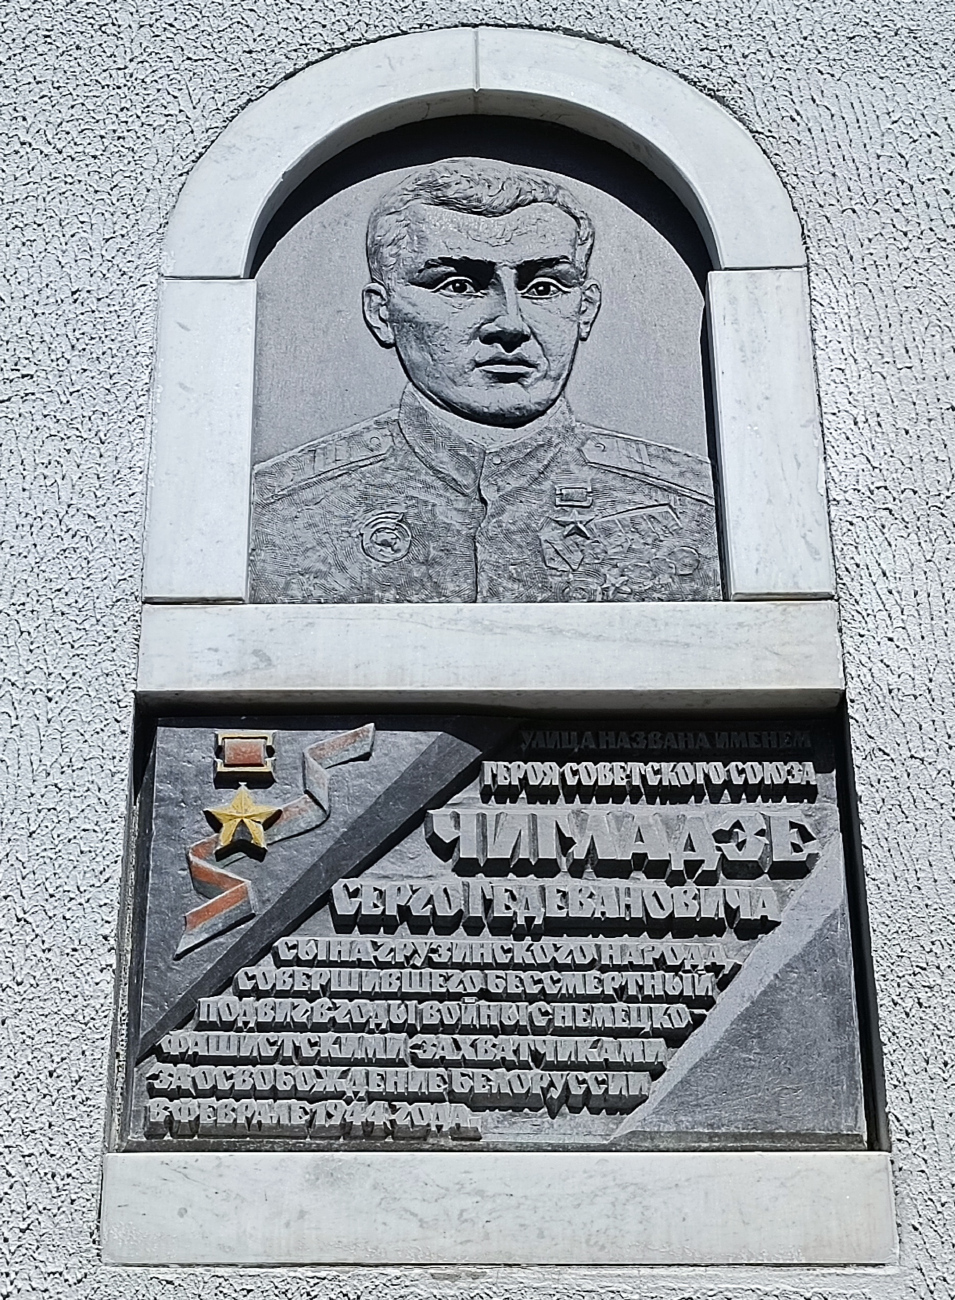 УЛИЦА НАЗВАНА ИМЕНЕМ
ГЕРОЯ СОВЕТСКОГО СОЮЗА
ЧИГЛАДЗЕ
СЕРГО ГЕДЕВАНОВИЧА
СЫНА ГРУЗИНСКОГО НАРОДА,
СОВЕРШИВШЕГО БЕССМЕРТНЫЙ
ПОДВИГ В ГОДЫ ВОЙНЫ С НЕМЕЦКО
ФАШИСТСКИМИ ЗАХВАТЧИКАМИ
ЗА ОСВОБОЖДЕНИЕ БЕЛОРУССИИ
В ФЕВРАЛЕ 1944 ГОДА